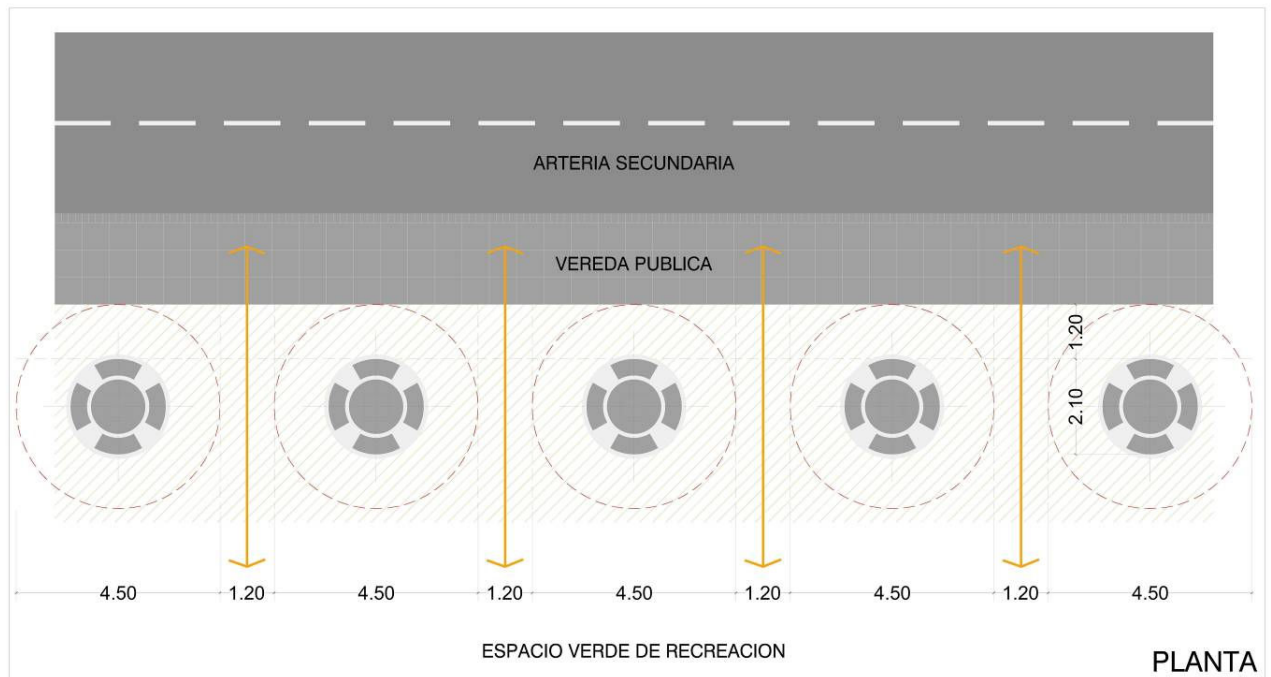 ARTERIA SECUNDARIA
VEREDA PUBLICA
1.20
2.10
4.50 1.20 4.50 1.20 4.50 1.20 4.50 1.20 4.50
ESPACIO VERDE DE RECREACION
PLANTA